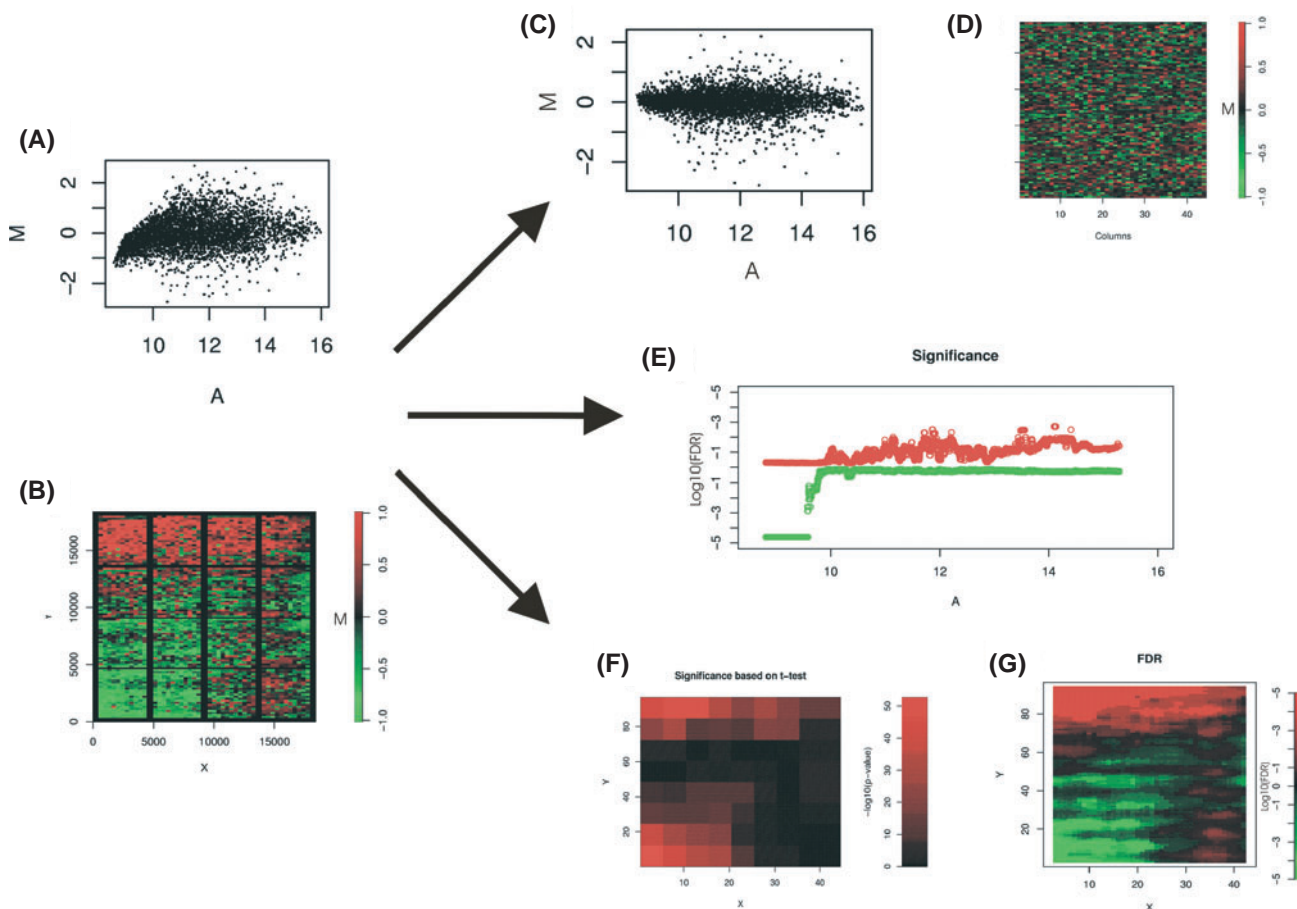 (A)
2
0
−2
M
10
12
14
16
A
(B)
15000
10000
5000
0
Y
0
5000
10000
15000
X
1.0
0.5
0.0
−0.5
−1.0
M
(C)
2
0
−2
M
10
12
14
16
A
(D)
10
20
30
40
Columns
1.0
0.5
0.0
−0.5
−1.0
M
(E)
Significance
−5
−3
−1
−1
−3
−5
Log10(FDR)
10
12
14
16
A
(F)
Significance based on t−test
80
60
40
20
Y
10
20
30
40
X
50
40
30
20
10
0
−log10(p−value)
(G)
FDR
80
60
40
20
Y
10
20
30
40
X
−5
−3
−1
0
−1
−3
−5
Log10(FDR)